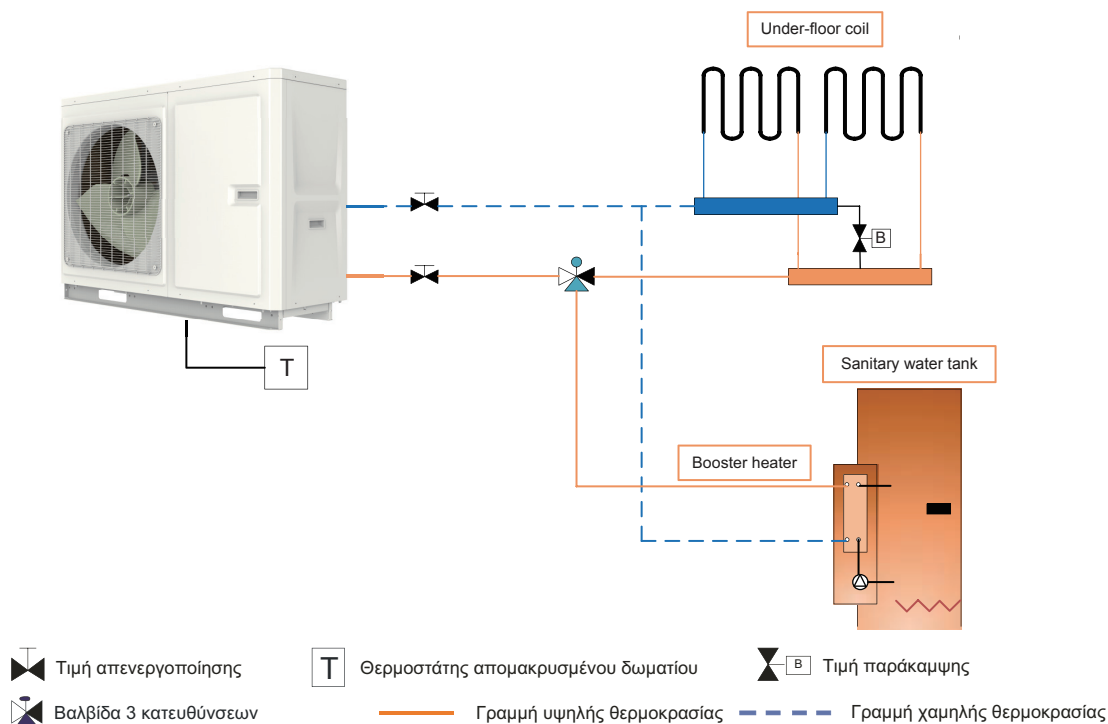 Under-floor coil
B
T
Sanitary water tank
Booster heater
Τιμή απενεργοποίησης
T
Θερμοστάτης απομακρυσμένου δωματίου
B
Τιμή παράκαμψης
Βαλβίδα 3 κατευθύνσεων
Γραμμή υψηλής θερμοκρασίας
Γραμμή χαμηλής θερμοκρασίας